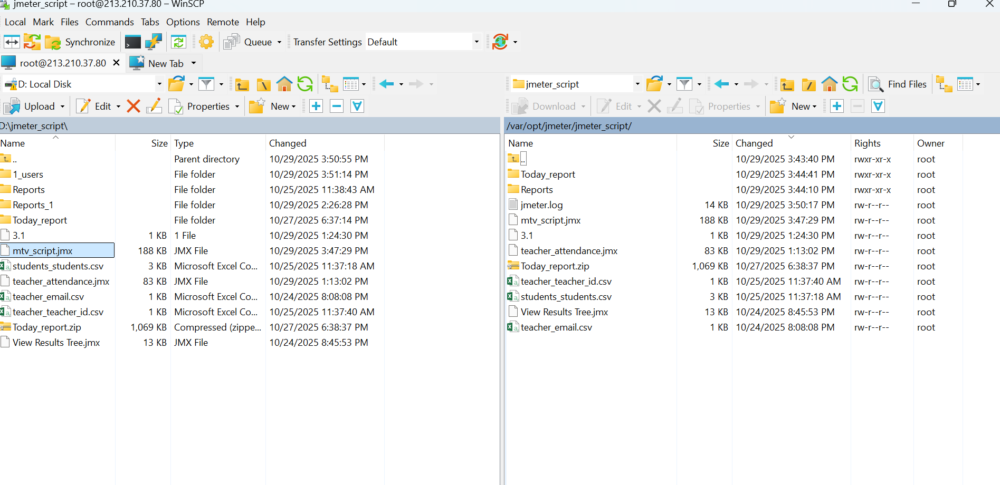 jmeter_script – root@213.210.37.80 – WinSCP
Local Mark Files Commands Tabs Options Remote Help
Synchronize Queue Transfer Settings Default
root@213.210.37.80 New Tab
D: Local Disk
Upload Edit Properties New
D:\jmeter_script\
Name Size Type Changed
.. Parent directory 10/29/2025 3:50:55 PM
1_users File folder 10/29/2025 3:51:14 PM
Reports File folder 10/25/2025 11:38:43 AM
Reports_1 File folder 10/29/2025 2:26:28 PM
Today_report File folder 10/27/2025 6:37:14 PM
3.1 1 KB 1 File 10/29/2025 1:24:30 PM
mtv_script.jmx 188 KB JMX File 10/29/2025 3:47:29 PM
students_students.csv 3 KB Microsoft Excel Co... 10/25/2025 11:37:18 AM
teacher_attendance.jmx 83 KB JMX File 10/29/2025 1:13:02 PM
teacher_email.csv 1 KB Microsoft Excel Co... 10/24/2025 8:08:08 PM
teacher_teacher_id.csv 1 KB Microsoft Excel Co... 10/25/2025 11:37:40 AM
Today_report.zip 1,069 KB Compressed (zippe... 10/27/2025 6:38:37 PM
View Results Tree.jmx 13 KB JMX File 10/24/2025 8:45:53 PM
jmeter_script Find Files
Download Edit Properties New
/var/opt/jmeter/jmeter_script/
Name Size Changed Rights Owner
.. 10/29/2025 3:43:40 PM rwxr-xr-x root
Today_report 10/29/2025 3:44:41 PM rwxr-xr-x root
Reports 10/29/2025 3:44:10 PM rwxr-xr-x root
jmeter.log 14 KB 10/29/2025 3:50:17 PM rw-r--r-- root
mtv_script.jmx 188 KB 10/29/2025 3:47:29 PM rw-r--r-- root
3.1 1 KB 10/29/2025 1:24:30 PM rw-r--r-- root
teacher_attendance.jmx 83 KB 10/29/2025 1:13:02 PM rw-r--r-- root
Today_report.zip 1,069 KB 10/27/2025 6:38:37 PM rw-r--r-- root
teacher_teacher_id.csv 1 KB 10/25/2025 11:37:40 AM rw-r--r-- root
students_students.csv 3 KB 10/25/2025 11:37:18 AM rw-r--r-- root
View Results Tree.jmx 13 KB 10/24/2025 8:45:53 PM rw-r--r-- root
teacher_email.csv 1 KB 10/24/2025 8:08:08 PM rw-r--r-- root